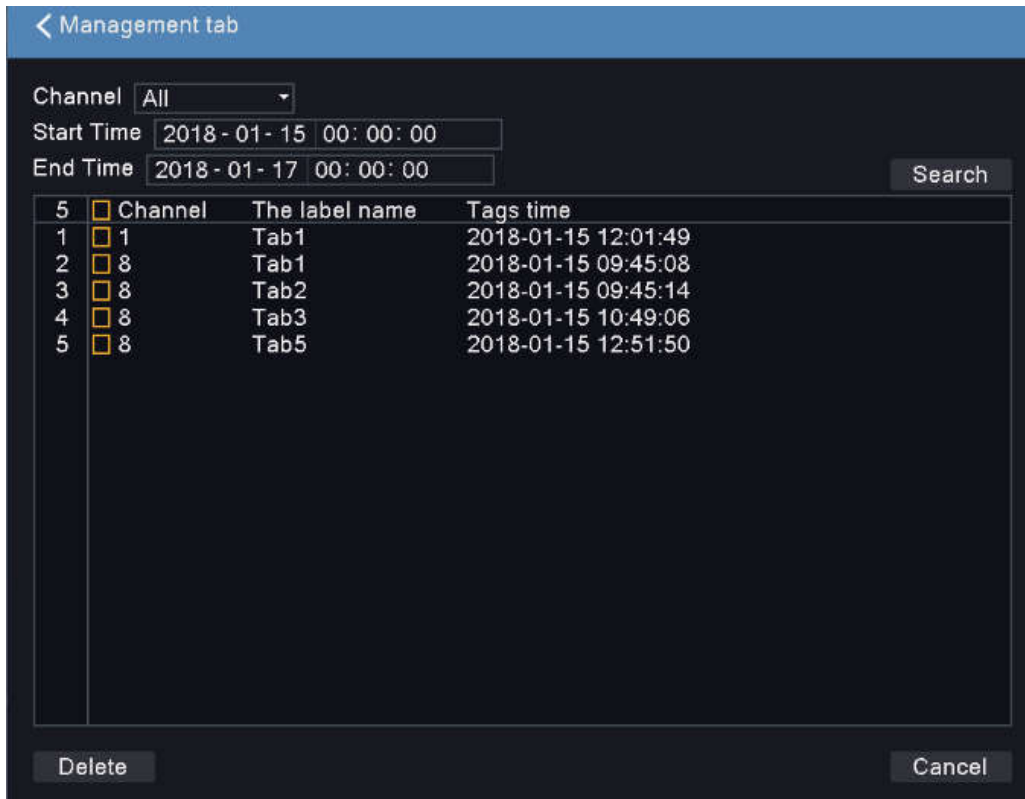 Management tab
Channel All
Start Time 2018-01-15 00:00:00
End Time 2018-01-17 00:00:00
Search
5 Channel The label name Tags time
1 1 Tab1 2018-01-15 12:01:49
2 8 Tab1 2018-01-15 09:45:08
3 8 Tab2 2018-01-15 09:45:14
4 8 Tab3 2018-01-15 10:49:06
5 8 Tab5 2018-01-15 12:51:50
Delete Cancel